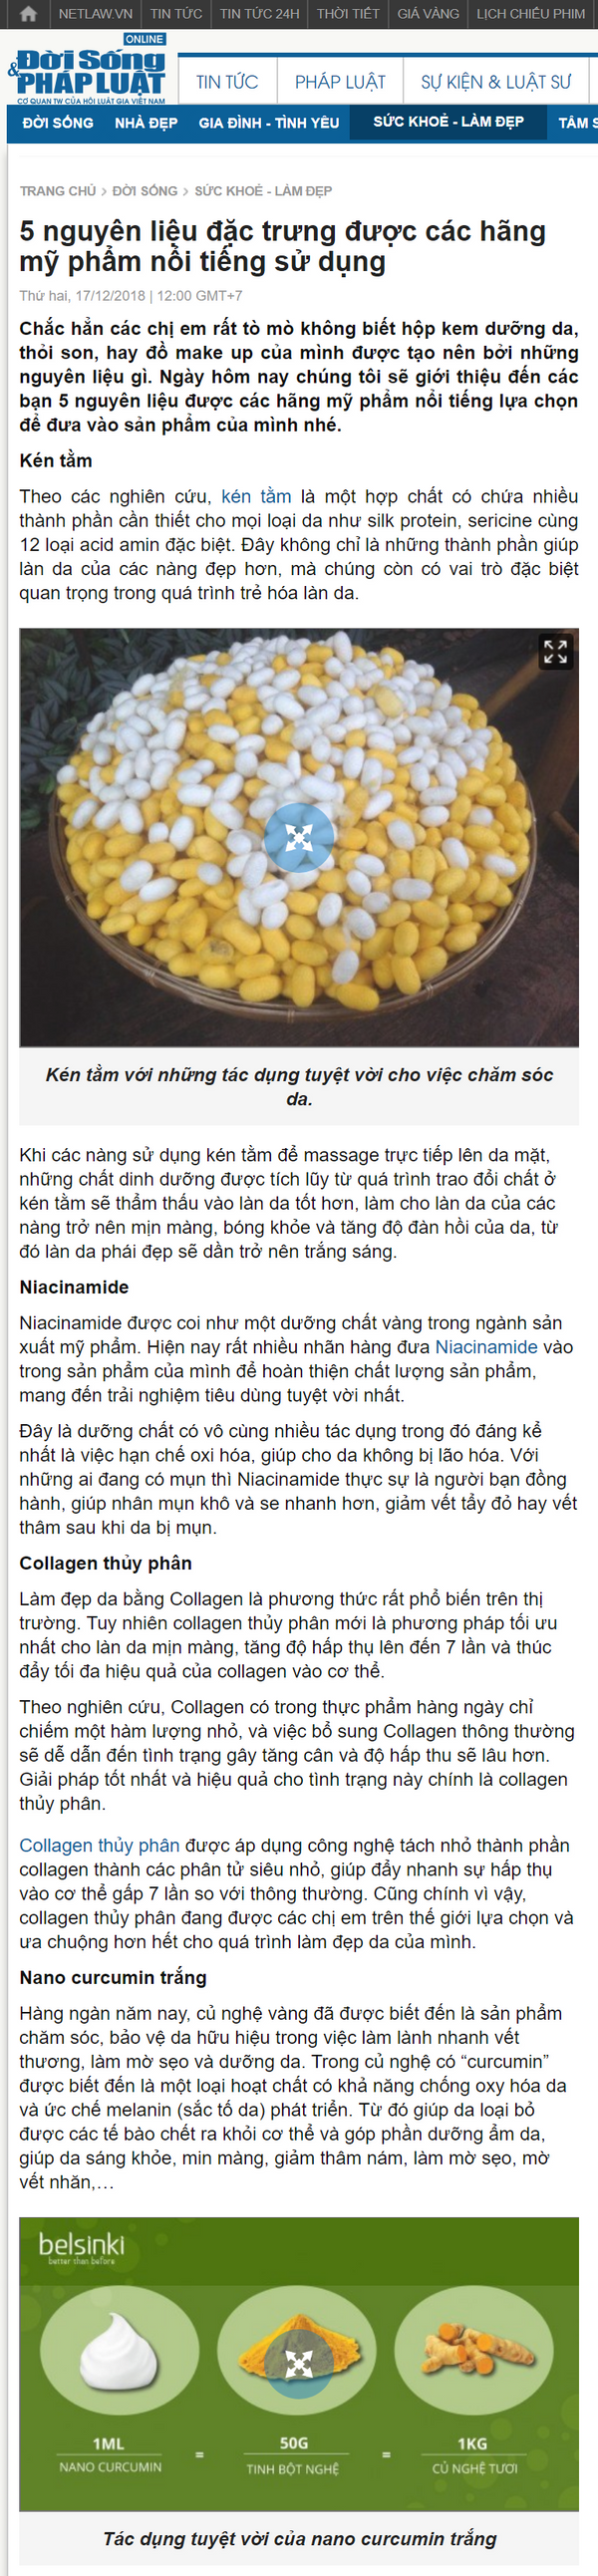 NETLAW.VN TIN TỨC TIN TỨC 24H THỜI TIẾT GIÁ VÀNG LỊCH CHIẾU PHIM
ONLINE
Đời Sống
& PHÁP LUẬT
CƠ QUAN TW CỦA HỘI LUẬT GIA VIỆT NAM
TIN TỨC PHÁP LUẬT SỰ KIỆN & LUẬT SƯ
ĐỜI SỐNG NHÀ ĐẸP GIA ĐÌNH - TÌNH YÊU SỨC KHOẺ - LÀM ĐẸP TÂM S
TRANG CHỦ > ĐỜI SỐNG > SỨC KHOẺ - LÀM ĐẸP
5 nguyên liệu đặc trưng được các hãng
mỹ phẩm nổi tiếng sử dụng
Thứ hai, 17/12/2018 | 12:00 GMT+7
Chắc hẳn các chị em rất tò mò không biết hộp kem dưỡng da,
thỏi son, hay đồ make up của mình được tạo nên bởi những
nguyên liệu gì. Ngày hôm nay chúng tôi sẽ giới thiệu đến các
bạn 5 nguyên liệu được các hãng mỹ phẩm nổi tiếng lựa chọn
để đưa vào sản phẩm của mình nhé.
Kén tằm
Theo các nghiên cứu, kén tằm là một hợp chất có chứa nhiều
thành phần cần thiết cho mọi loại da như silk protein, sericine cùng
12 loại acid amin đặc biệt. Đây không chỉ là những thành phần giúp
làn da của các nàng đẹp hơn, mà chúng còn có vai trò đặc biệt
quan trọng trong quá trình trẻ hóa làn da.
Kén tằm với những tác dụng tuyệt vời cho việc chăm sóc
da.
Khi các nàng sử dụng kén tằm để massage trực tiếp lên da mặt,
những chất dinh dưỡng được tích lũy từ quá trình trao đổi chất ở
kén tằm sẽ thẩm thấu vào làn da tốt hơn, làm cho làn da của các
nàng trở nên mịn màng, bóng khỏe và tăng độ đàn hồi của da, từ
đó làn da phái đẹp sẽ dần trở nên trắng sáng.
Niacinamide
Niacinamide được coi như một dưỡng chất vàng trong ngành sản
xuất mỹ phẩm. Hiện nay rất nhiều nhãn hàng đưa Niacinamide vào
trong sản phẩm của mình để hoàn thiện chất lượng sản phẩm,
mang đến trải nghiệm tiêu dùng tuyệt vời nhất.
Đây là dưỡng chất có vô cùng nhiều tác dụng trong đó đáng kể
nhất là việc hạn chế oxi hóa, giúp cho da không bị lão hóa. Với
những ai đang có mụn thì Niacinamide thực sự là người bạn đồng
hành, giúp nhân mụn khô và se nhanh hơn, giảm vết tẩy đỏ hay vết
thâm sau khi da bị mụn.
Collagen thủy phân
Làm đẹp da bằng Collagen là phương thức rất phổ biến trên thị
trường. Tuy nhiên collagen thủy phân mới là phương pháp tối ưu
nhất cho làn da mịn màng, tăng độ hấp thụ lên đến 7 lần và thúc
đẩy tối đa hiệu quả của collagen vào cơ thể.
Theo nghiên cứu, Collagen có trong thực phẩm hàng ngày chỉ
chiếm một hàm lượng nhỏ, và việc bổ sung Collagen thông thường
sẽ dễ dẫn đến tình trạng gây tăng cân và độ hấp thu sẽ lâu hơn.
Giải pháp tốt nhất và hiệu quả cho tình trạng này chính là collagen
thủy phân.
Collagen thủy phân được áp dụng công nghệ tách nhỏ thành phần
collagen thành các phân tử siêu nhỏ, giúp đẩy nhanh sự hấp thụ
vào cơ thể gấp 7 lần so với thông thường. Cũng chính vì vậy,
collagen thủy phân đang được các chị em trên thế giới lựa chọn và
ưa chuộng hơn hết cho quá trình làm đẹp da của mình.
Nano curcumin trắng
Hàng ngàn năm nay, củ nghệ vàng đã được biết đến là sản phẩm
chăm sóc, bảo vệ da hữu hiệu trong việc làm lành nhanh vết
thương, làm mờ sẹo và dưỡng da. Trong củ nghệ có “curcumin”
được biết đến là một loại hoạt chất có khả năng chống oxy hóa da
và ức chế melanin (sắc tố da) phát triển. Từ đó giúp da loại bỏ
được các tế bào chết ra khỏi cơ thể và góp phần dưỡng ẩm da,
giúp da sáng khỏe, min màng, giảm thâm nám, làm mờ sẹo, mờ
vết nhăn,…
belsinki
better than before
1ML = 50G = 1KG
NANO CURCUMIN TINH BỘT NGHỆ CỦ NGHỆ TƯƠI
Tác dụng tuyệt vời của nano curcumin trắng